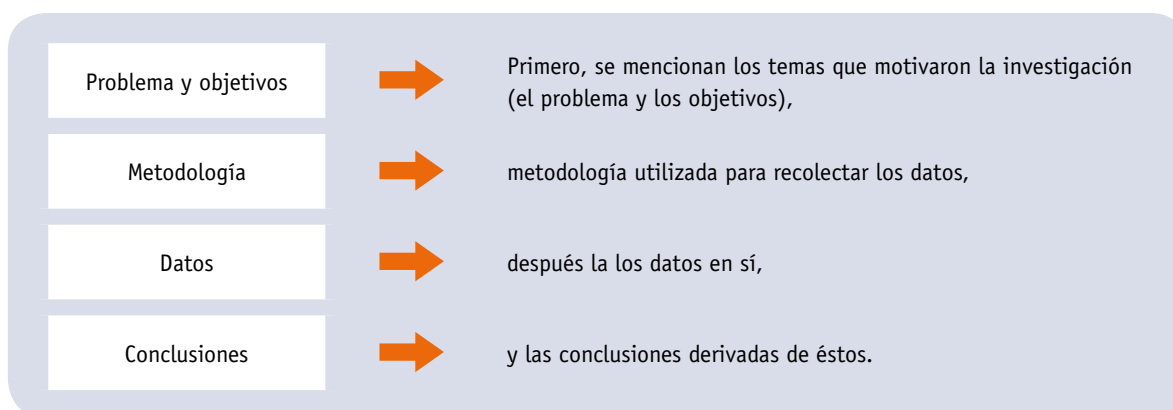 Problema y objetivos
Primero, se mencionan los temas que motivaron la investigación
(el problema y los objetivos),
Metodología
metodología utilizada para recolectar los datos,
Datos
después la los datos en sí,
Conclusiones
y las conclusiones derivadas de éstos.